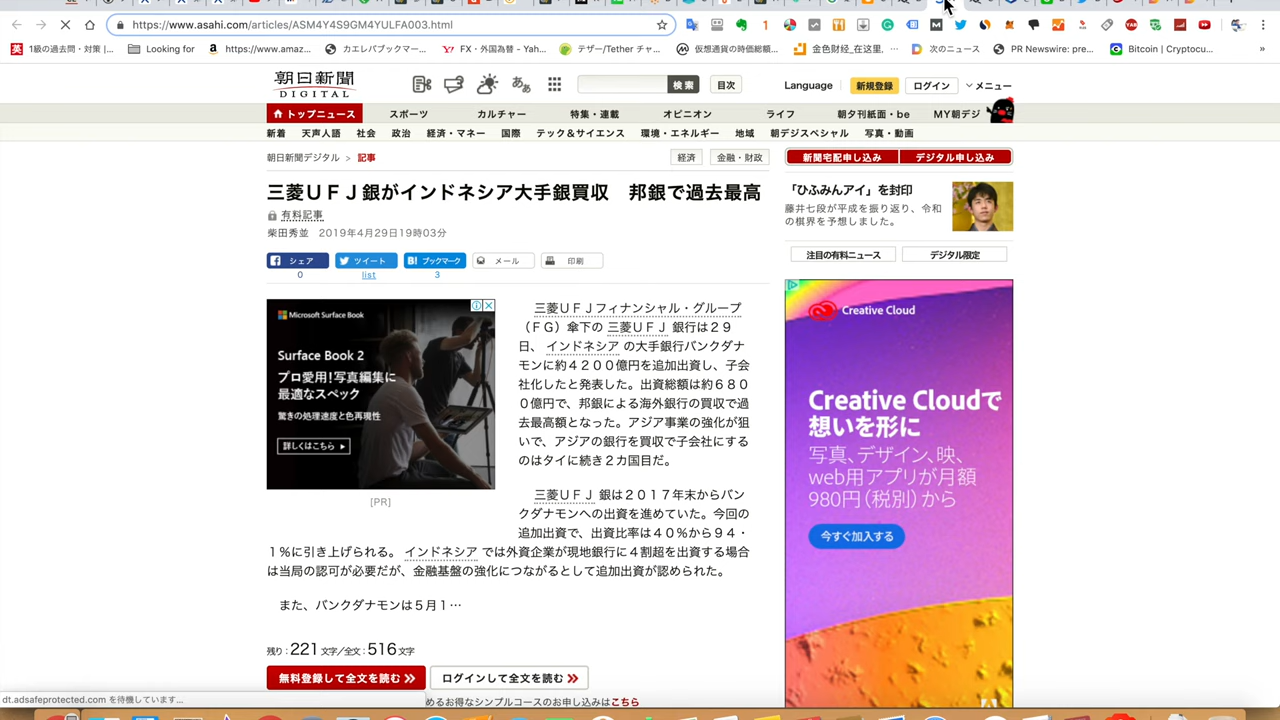 https://www.asahi.com/articles/ASM4Y4S9GM4YULFA003.html
1級の過去問・対策 |...
Looking for
https://www.amaz...
カエレバブックマー...
FX・外国為替 - Yah...
テザー/Tether チャ...
仮想通貨の時価総額...
金色财经_在这里,...
次のニュース
PR Newswire: pre...
Bitcoin | Cryptocu...
朝日新聞
DIGITAL
検索
目次
Language
新規登録
ログイン
メニュー
トップニュース
スポーツ
カルチャー
特集・連載
オピニオン
ライフ
朝夕刊紙面・be
MY朝デジ
新着
天声人語
社会
政治
経済・マネー
国際
テック＆サイエンス
環境・エネルギー
地域
朝デジスペシャル
写真・動画
朝日新聞デジタル > 記事
経済
金融・財政
三菱ＵＦＪ銀がインドネシア大手銀買収　邦銀で過去最高
有料記事
柴田秀並　2019年4月29日19時03分
シェア
ツイート
B! ブックマーク
メール
印刷
0
list
3
Microsoft Surface Book
Surface Book 2
プロ愛用!写真編集に
最適なスペック
驚きの処理速度と色再現性
詳しくはこちら
[PR]
三菱ＵＦＪフィナンシャル・グループ
（ＦＧ）傘下の 三菱ＵＦＪ 銀行は２９
日、 インドネシア の大手銀行バンクダナ
モンに約４２００億円を追加出資し、子会
社化したと発表した。出資総額は約６８０
０億円で、邦銀による海外銀行の買収で過
去最高額となった。アジア事業の強化が狙
いで、アジアの銀行を買収で子会社にする
のはタイに続き２カ国目だ。
三菱ＵＦＪ 銀は２０１７年末からバン
クダナモンへの出資を進めていた。今回の
追加出資で、出資比率は４０％から９４・
１％に引き上げられる。 インドネシア では外資企業が現地銀行に４割超を出資する場合
は当局の認可が必要だが、金融基盤の強化につながるとして追加出資が認められた。
また、バンクダナモンは５月１…
残り：221 文字／全文：516 文字
無料登録して全文を読む
ログインして全文を読む
めるお得なシンプルコースのお申し込みはこちら
新聞宅配申し込み
デジタル申し込み
「ひふみんアイ」を封印
藤井七段が平成を振り返り、令和
の棋界を予想しました。
注目の有料ニュース
デジタル限定
Creative Cloud
Creative Cloudで
想いを形に
写真、デザイン、映、
web用アプリが月額
980円（税別）から
今すぐ加入する
dt.adsafeprotected.com を待機しています...